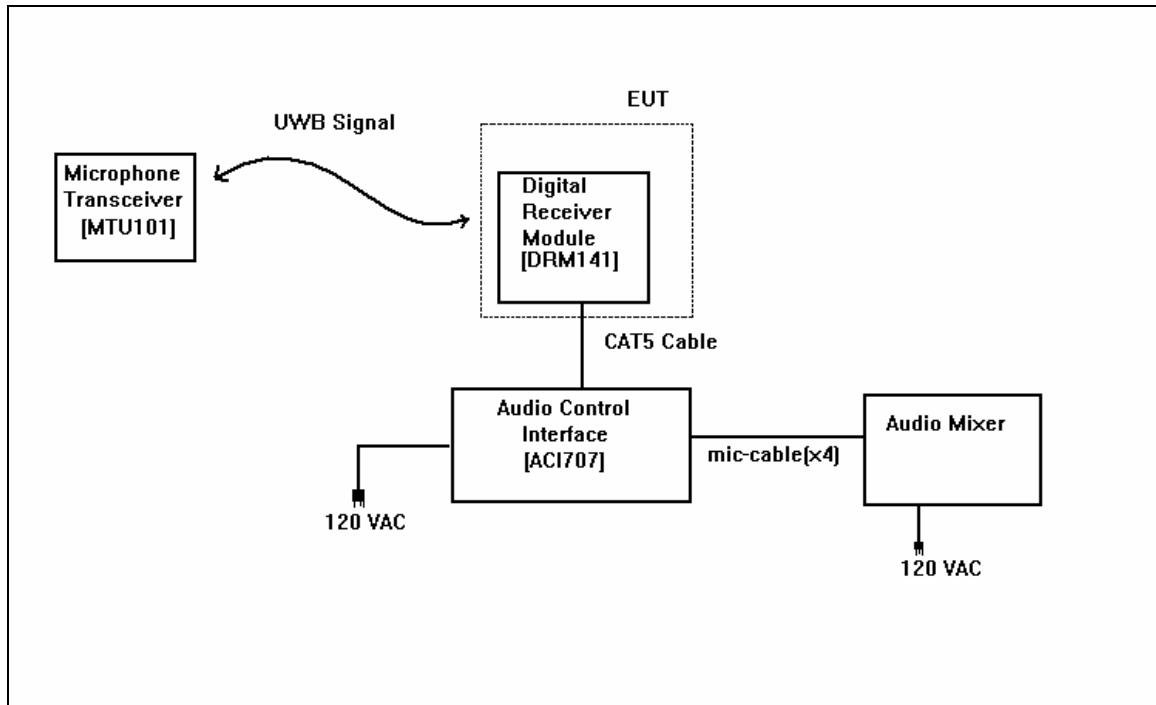 EUT
UWB Signal
Microphone
Transceiver
[MTU101]
Digital
Receiver
Module
[DRM141]
CAT5 Cable
Audio Control
Interface
[ACI707]
Audio Mixer
mic-cable(x4)
120 VAC
120 VAC